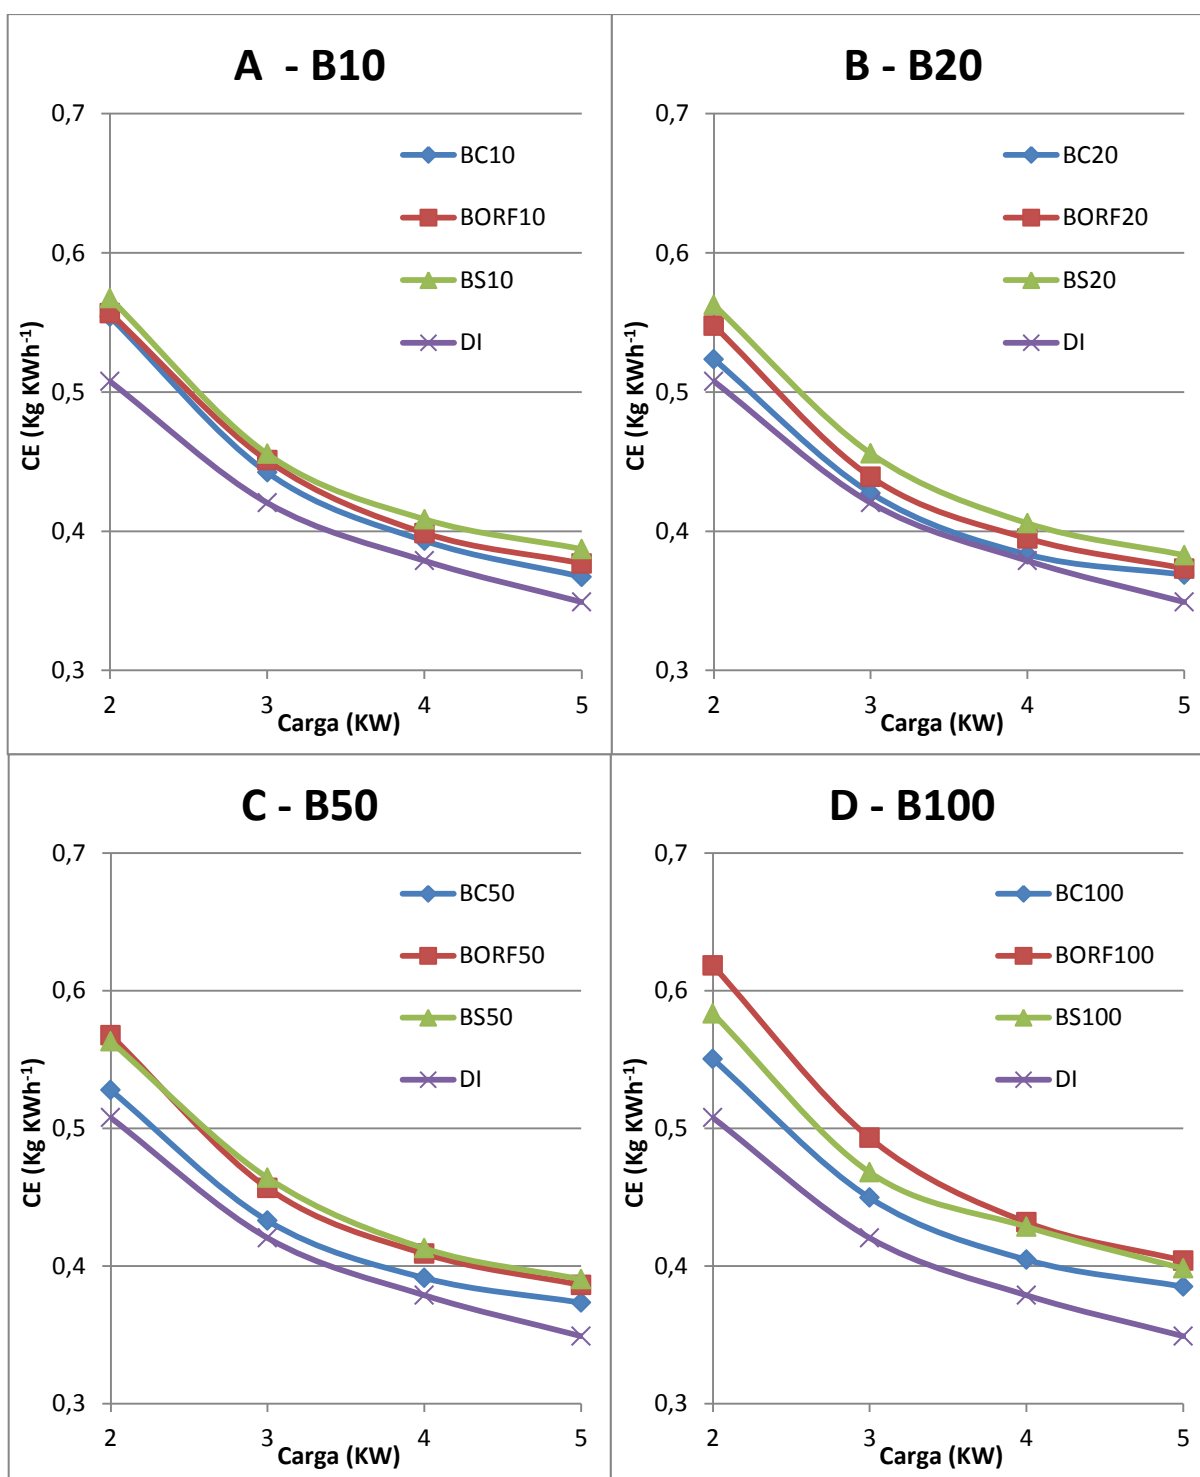 A - B10
0,7
0,6
0,5
0,4
0,3
CE (Kg KWh⁻¹)
BC10
BORF10
BS10
DI
2 3 4 5
Carga (KW)
B - B20
0,7
0,6
0,5
0,4
0,3
CE (Kg KWh⁻¹)
BC20
BORF20
BS20
DI
2 3 4 5
Carga (KW)
C - B50
0,7
0,6
0,5
0,4
0,3
CE (Kg KWh⁻¹)
BC50
BORF50
BS50
DI
2 3 4 5
Carga (KW)
D - B100
0,7
0,6
0,5
0,4
0,3
CE (Kg KWh⁻¹)
BC100
BORF100
BS100
DI
2 3 4 5
Carga (KW)